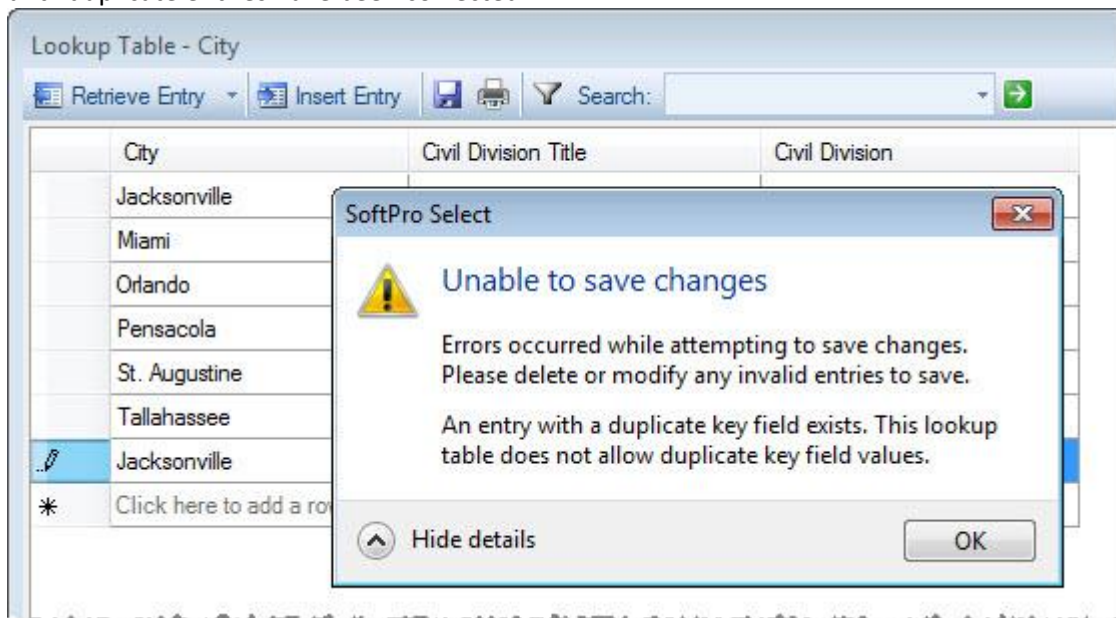 Lookup Table - City
Retrieve Entry Insert Entry Search:
City Civil Division Title Civil Division
Jacksonville
Miami
Orlando
Pensacola
St. Augustine
Tallahassee
Jacksonville
Click here to add a
SoftPro Select
Unable to save changes
Errors occurred while attempting to save changes.
Please delete or modify any invalid entries to save.
An entry with a duplicate key field exists. This lookup
table does not allow duplicate key field values.
Hide details OK